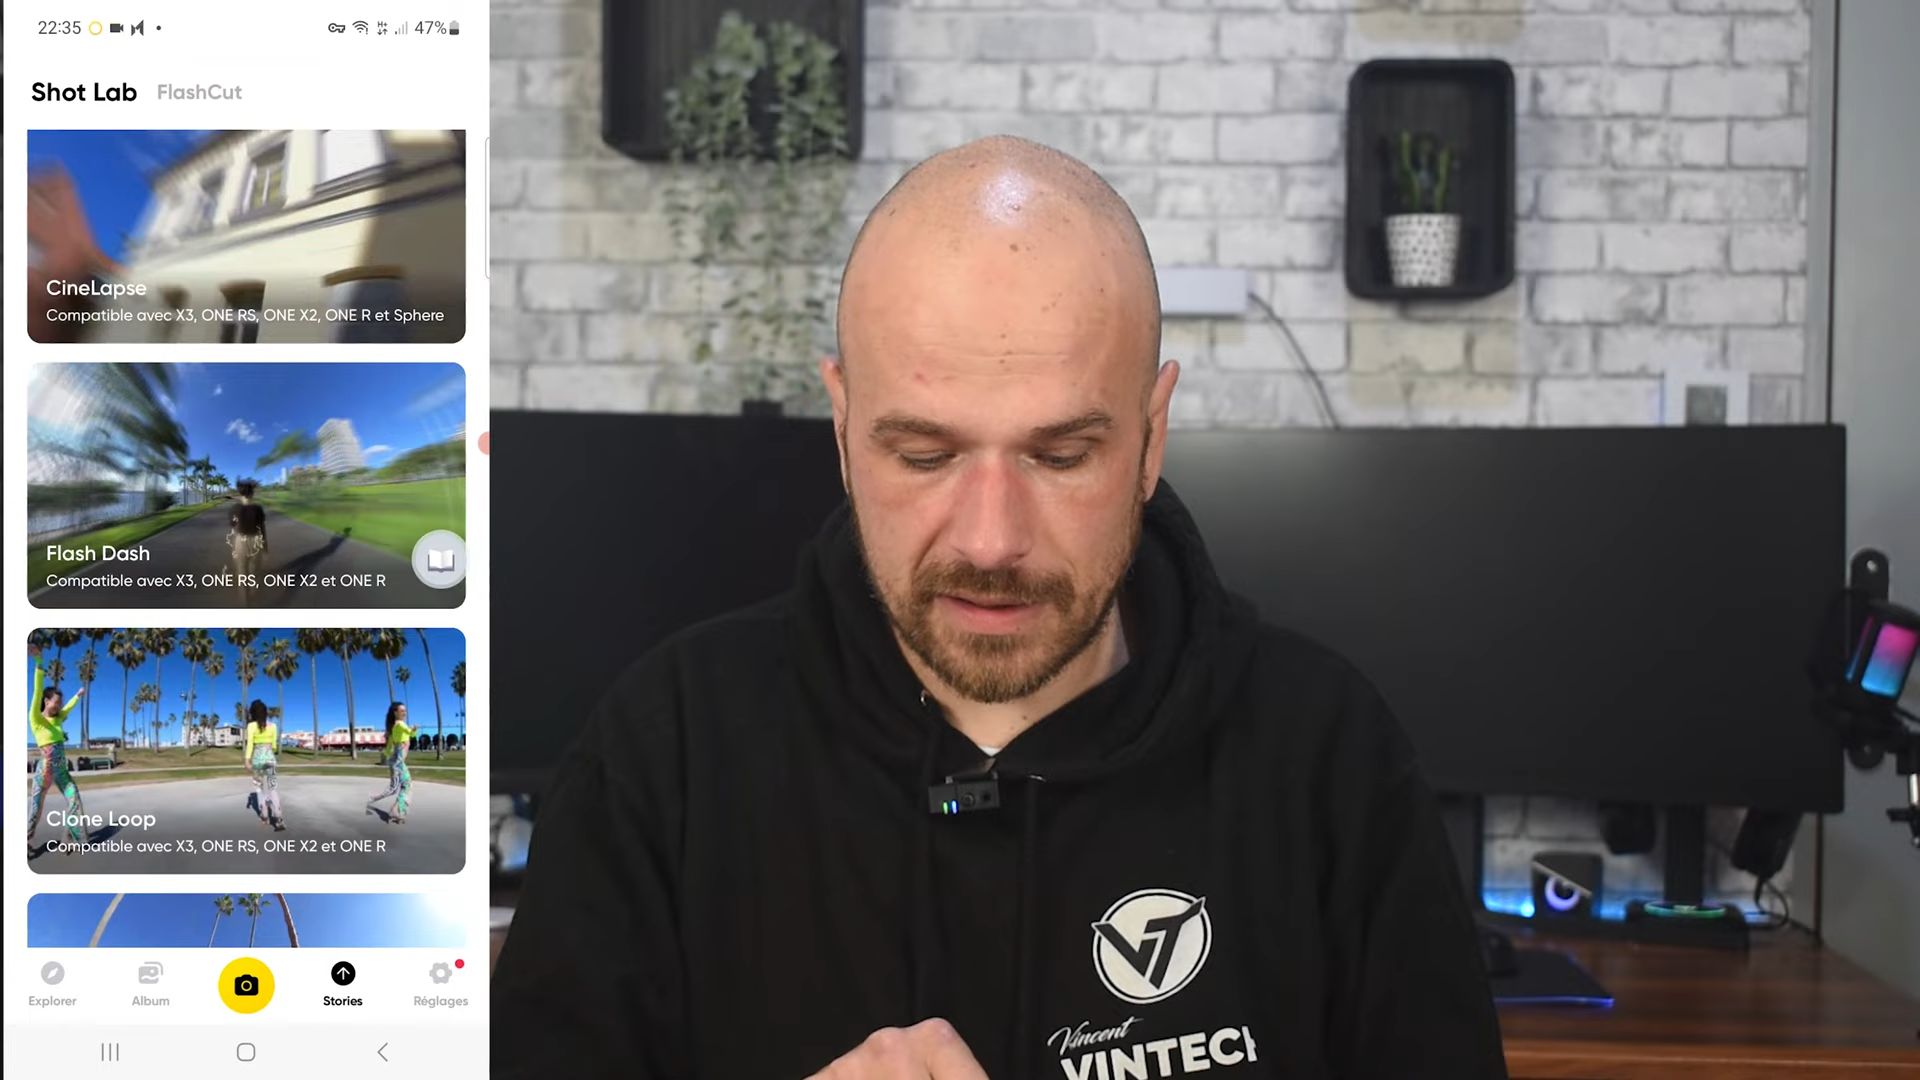 22:35
47%
Shot Lab FlashCut
CineLapse
Compatible avec X3, ONE RS, ONE X2, ONE R et Sphere
Flash Dash
Compatible avec X3, ONE RS, ONE X2 et ONE R
Clone Loop
Compatible avec X3, ONE RS, ONE X2 et ONE R
Explorer Album Stories Réglages
VT
Vincent
VINTECH